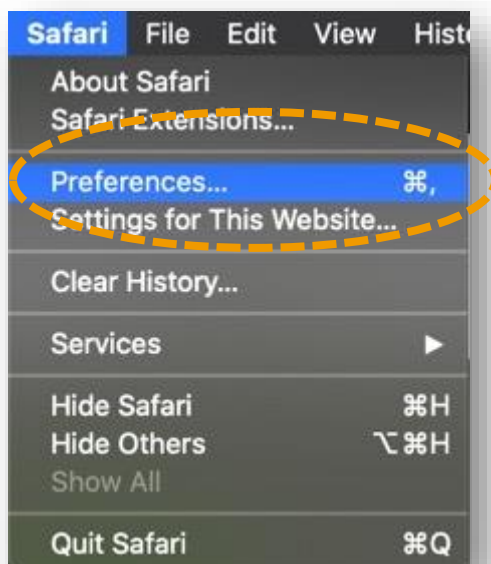 Safari File Edit View Hist
About Safari
Safari Extensions...
Preferences... ⌘,
Settings for This Website...
Clear History...
Services ▶
Hide Safari ⌘H
Hide Others ⌥⌘H
Show All
Quit Safari ⌘Q